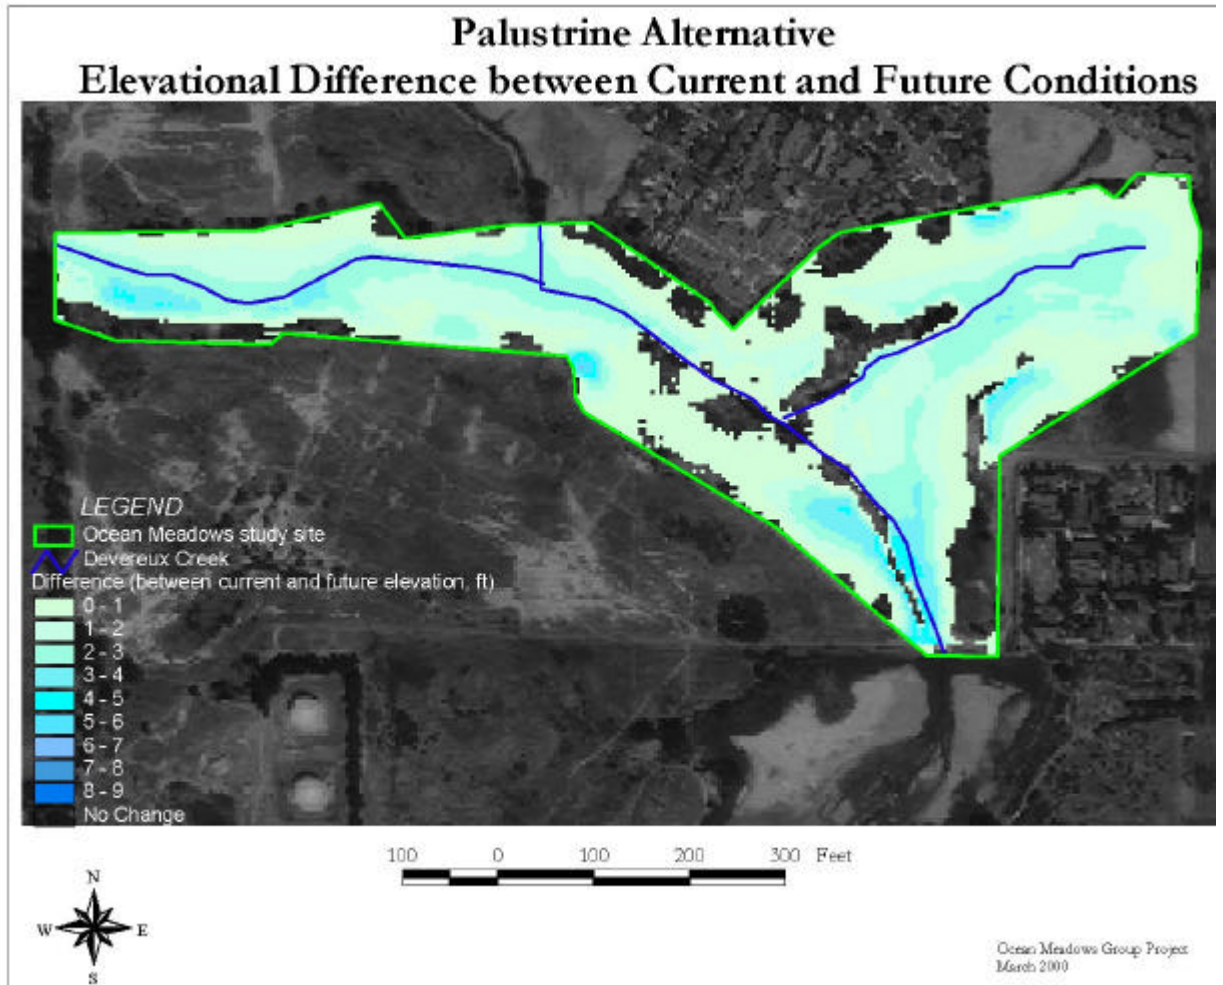 Palustrine Alternative
Elevational Difference between Current and Future Conditions
LEGEND
Ocean Meadows study site
Devereux Creek
Difference (between current and future elevation, ft)
0 - 1
1 - 2
2 - 3
3 - 4
4 - 5
5 - 6
6 - 7
7 - 8
8 - 9
No Change
100 0 100 200 300 Feet
N
W E
S
Ocean Meadows Group Project
March 2000